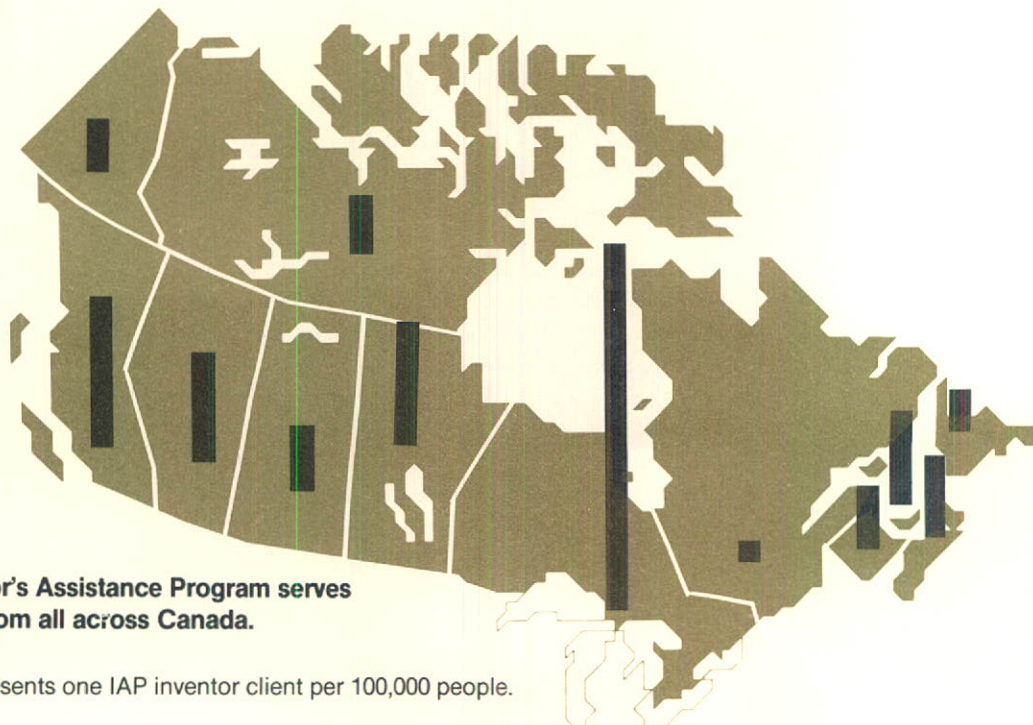 r's Assistance Program serves
om all across Canada.
sents one IAP inventor client per 100,000 people.